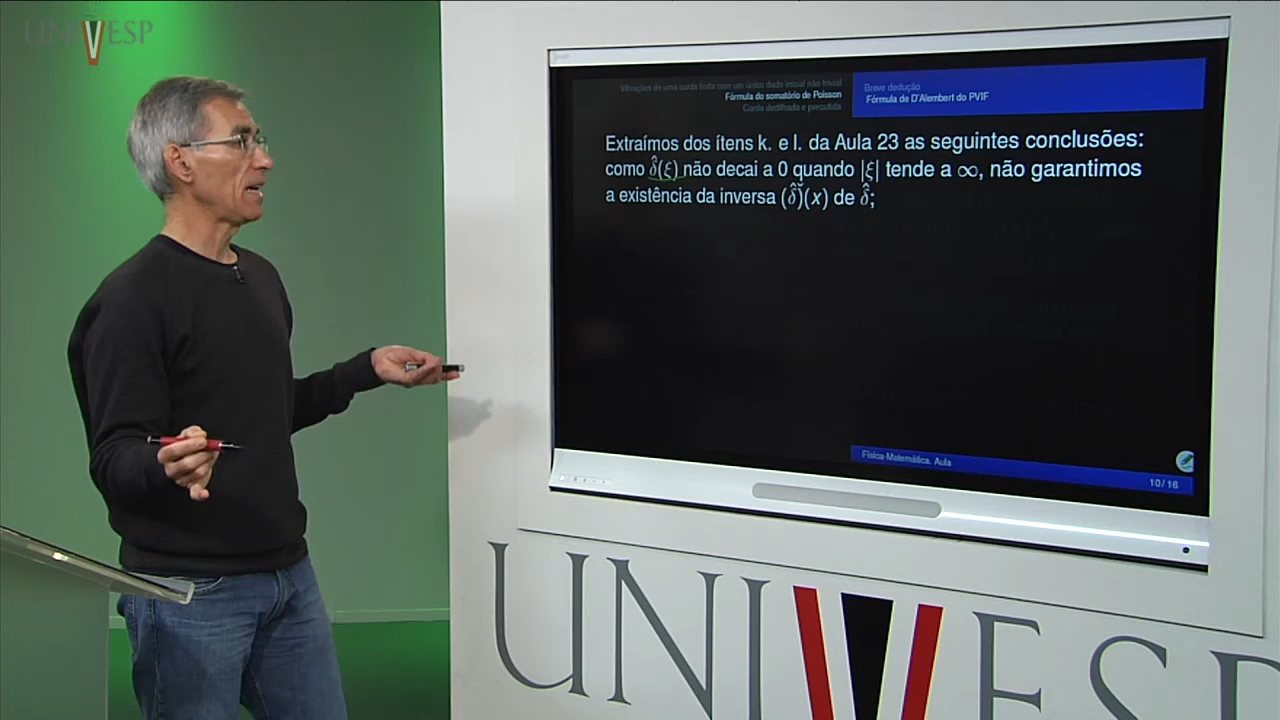 UNIVESP
Vibrações de uma corda finita com um único dado inicial não trivial
Fórmula do somatório de Poisson
Corda dedilhada e percutida
Breve dedução
Fórmula de D'Alembert do PVIF
Extraímos dos ítens k. e l. da Aula 23 as seguintes conclusões:
como δ̂(ξ) não decai a 0 quando |ξ| tende a ∞, não garantimos
a existência da inversa (δ̂)̌(x) de δ̂;
Física-Matemática. Aula
10/16
UNIVESP